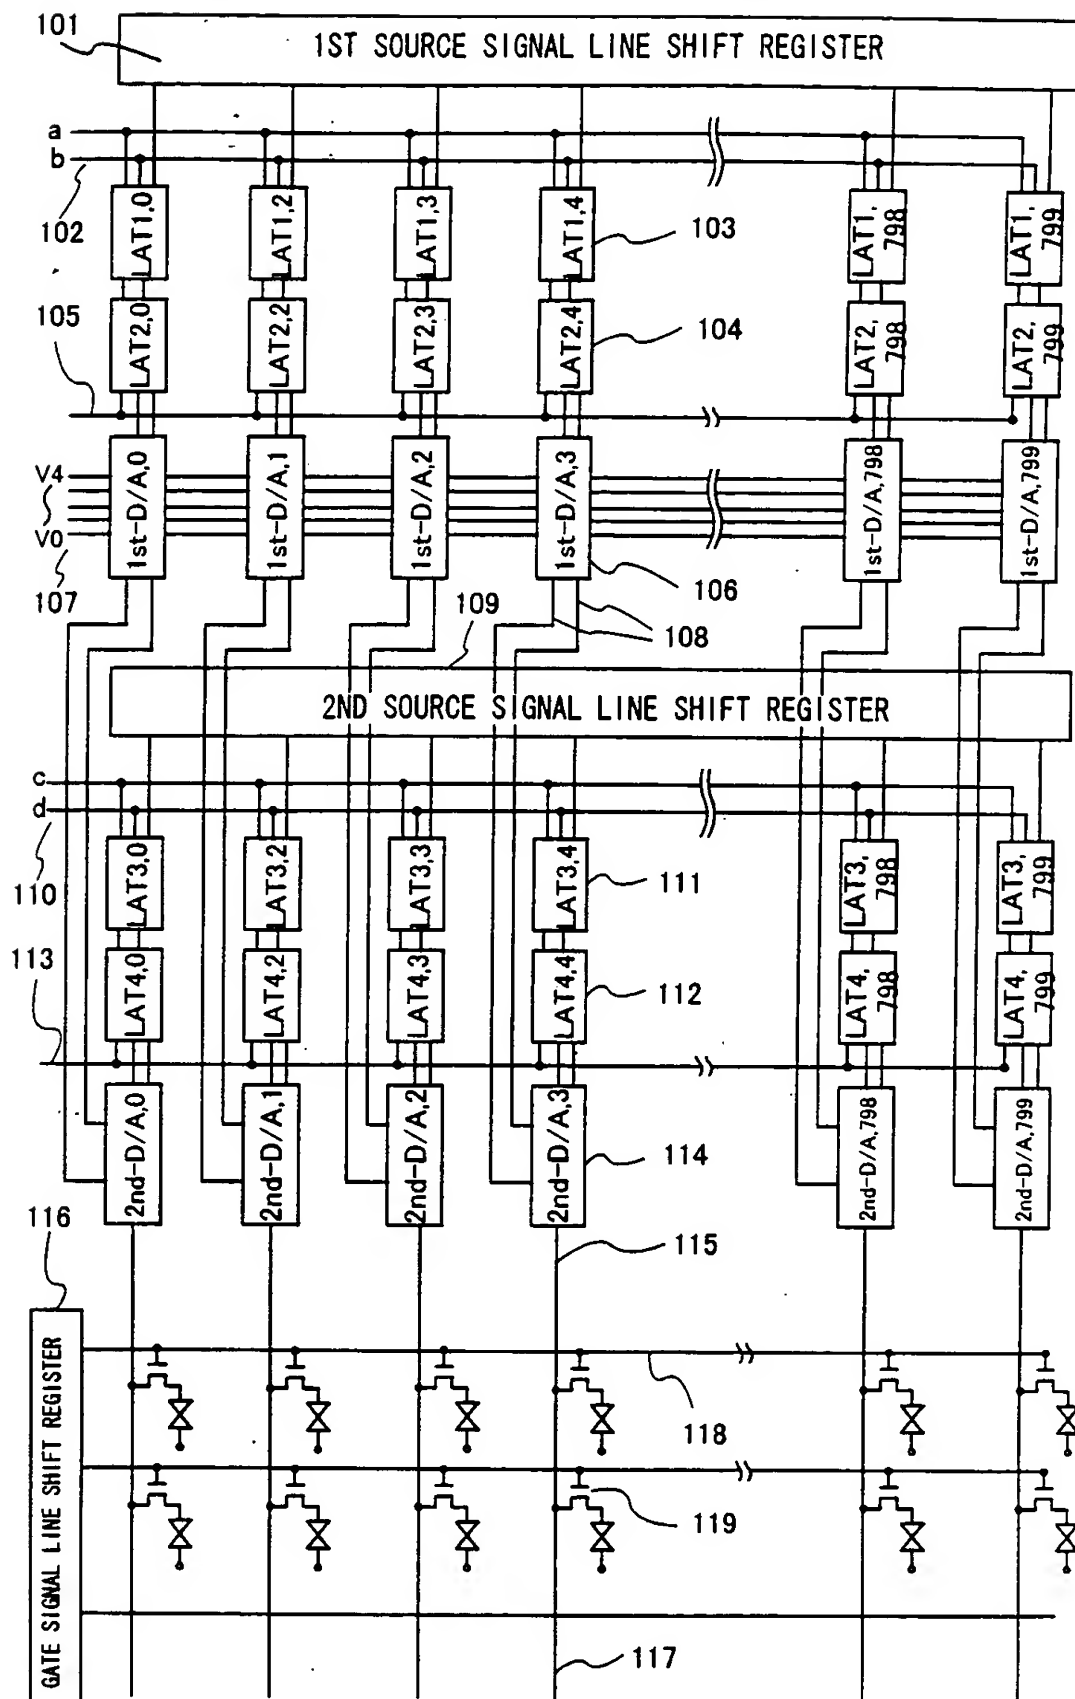 101
1ST SOURCE SIGNAL LINE SHIFT REGISTER
a
b
102
LAT1,0
LAT1,2
LAT1,3
LAT1,4
103
LAT1,
798
LAT1,
799
105
LAT2,0
LAT2,2
LAT2,3
LAT2,4
104
LAT2,
798
LAT2,
799
V4
V0
107
1st-D/A,0
1st-D/A,1
1st-D/A,2
1st-D/A,3
106
1st-D/A,798
1st-D/A,799
109
108
2ND SOURCE SIGNAL LINE SHIFT REGISTER
c
d
110
LAT3,0
LAT3,2
LAT3,3
LAT3,4
111
LAT3,
798
LAT3,
799
113
LAT4,0
LAT4,2
LAT4,3
LAT4,4
112
LAT4,
798
LAT4,
799
2nd-D/A,0
2nd-D/A,1
2nd-D/A,2
2nd-D/A,3
114
2nd-D/A,798
2nd-D/A,799
116
115
GATE SIGNAL LINE SHIFT REGISTER
118
119
117